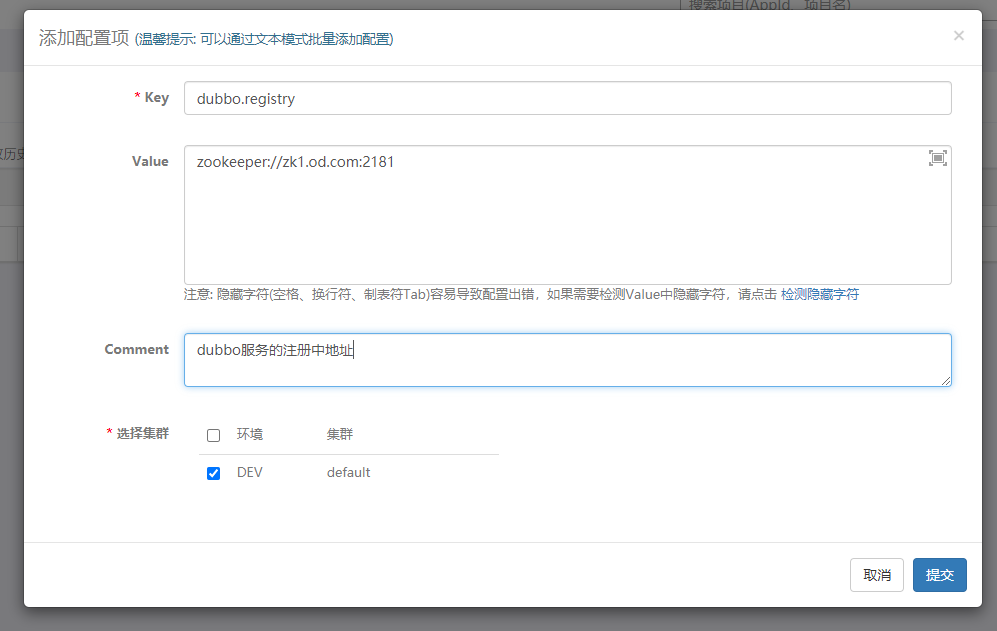 搜索项目(AppId、项目名)
添加配置项 (温馨提示: 可以通过文本模式批量添加配置)
×
* Key
dubbo.registry
Value
zookeeper://zk1.od.com:2181
注意: 隐藏字符(空格、换行符、制表符Tab)容易导致配置出错，如果需要检测Value中隐藏字符，请点击 检测隐藏字符
Comment
dubbo服务的注册中地址
* 选择集群
环境 集群
DEV default
取消 提交